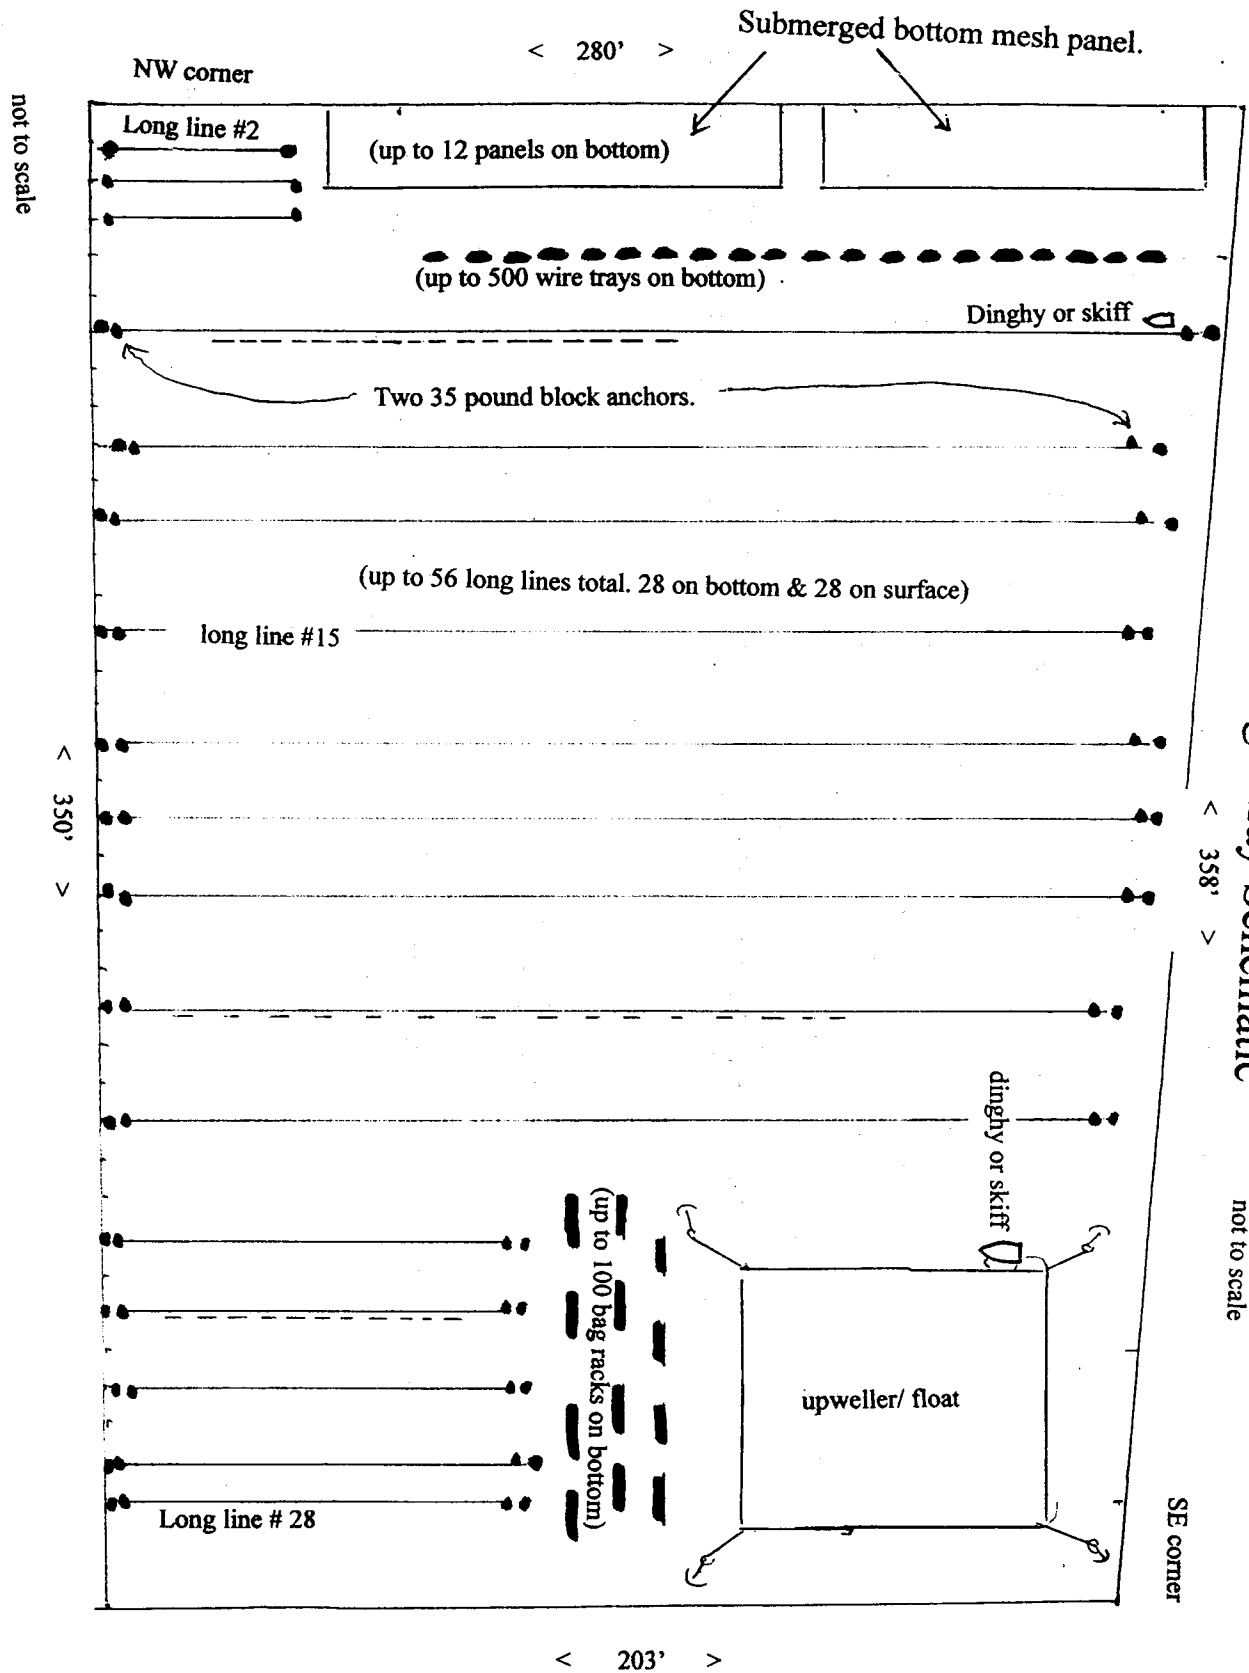 Submerged bottom mesh panel.
< 280' >
NW corner
not to scale
Long line #2
(up to 12 panels on bottom)
(up to 500 wire trays on bottom)
Dinghy or skiff
Two 35 pound block anchors.
(up to 56 long lines total. 28 on bottom & 28 on surface)
long line #15
< 350' >
< 358' >
schematic
dinghy or skiff
not to scale
(up to 100 bag racks on bottom)
upweller/ float
Long line # 28
SE corner
< 203' >